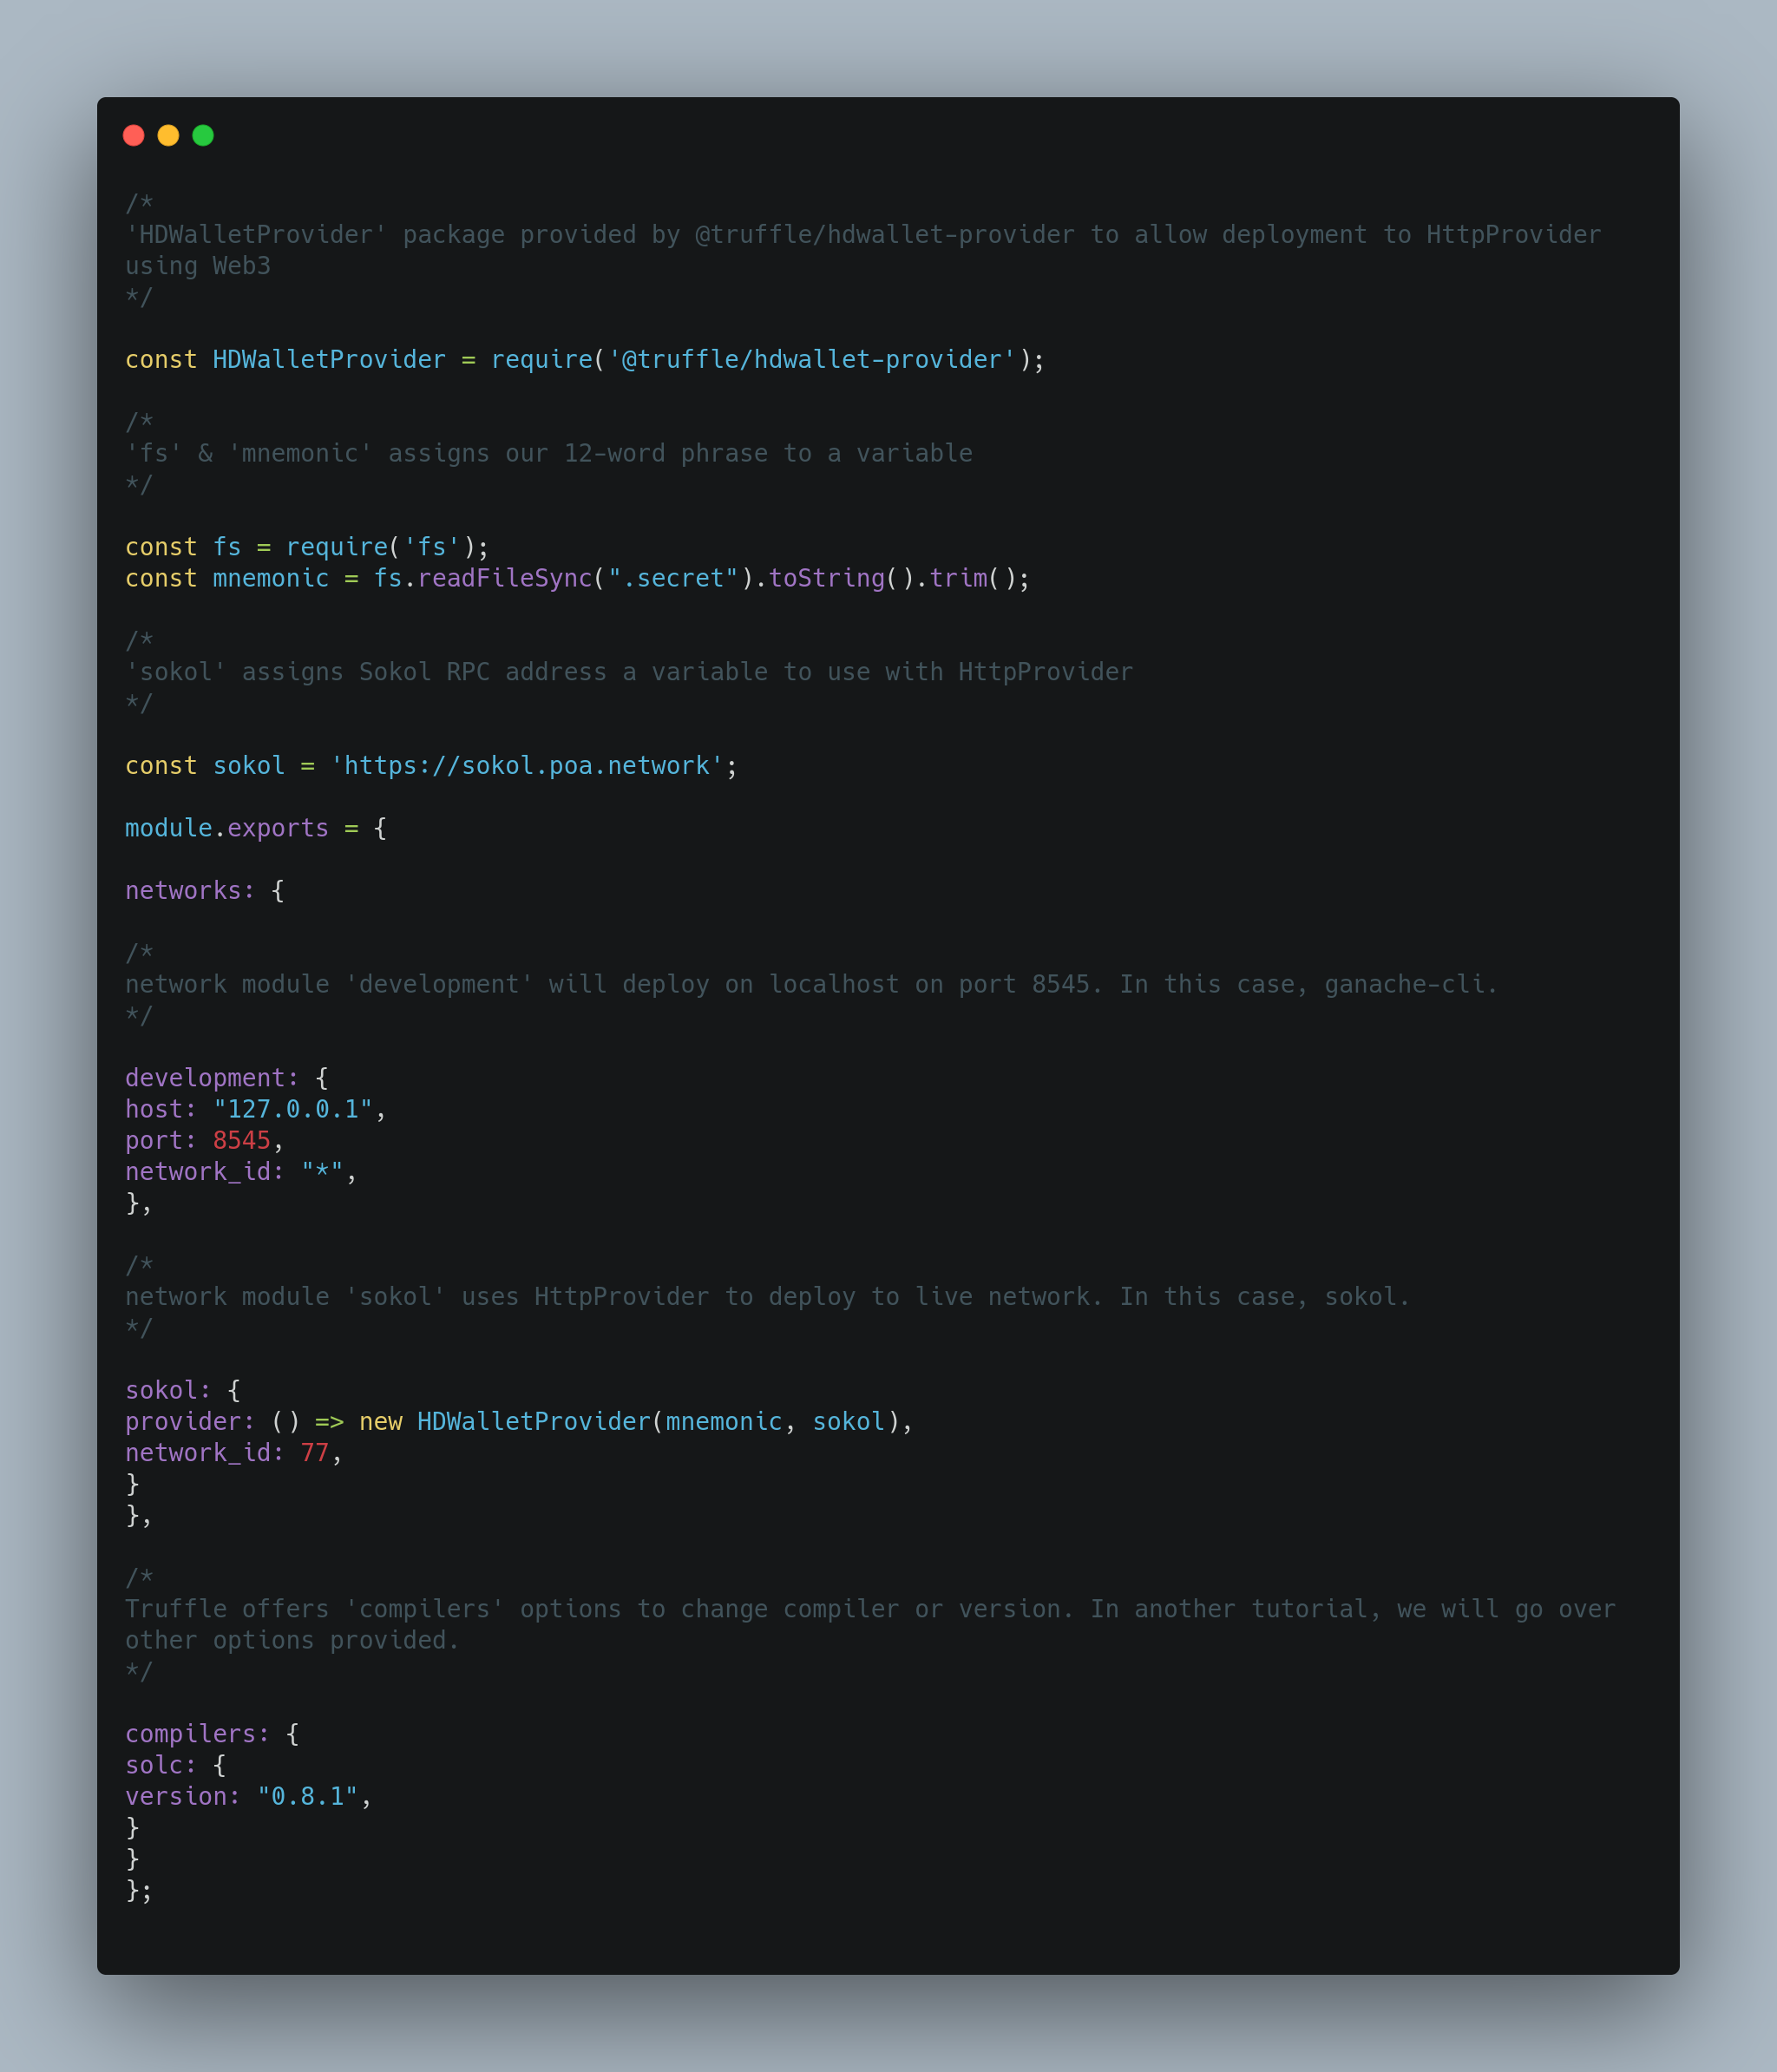 /*
'HDWalletProvider' package provided by @truffle/hdwallet-provider to allow deployment to HttpProvider
using Web3
*/
const HDWalletProvider = require('@truffle/hdwallet-provider');
/*
'fs' & 'mnemonic' assigns our 12-word phrase to a variable
*/
const fs = require('fs');
const mnemonic = fs.readFileSync(".secret").toString().trim();
/*
'sokol' assigns Sokol RPC address a variable to use with HttpProvider
*/
const sokol = 'https://sokol.poa.network';
module.exports = {
networks: {
/*
network module 'development' will deploy on localhost on port 8545. In this case, ganache-cli.
*/
development: {
host: "127.0.0.1",
port: 8545,
network_id: "*",
},
/*
network module 'sokol' uses HttpProvider to deploy to live network. In this case, sokol.
*/
sokol: {
provider: () => new HDWalletProvider(mnemonic, sokol),
network_id: 77,
}
},
/*
Truffle offers 'compilers' options to change compiler or version. In another tutorial, we will go over
other options provided.
*/
compilers: {
solc: {
version: "0.8.1",
}
}
};